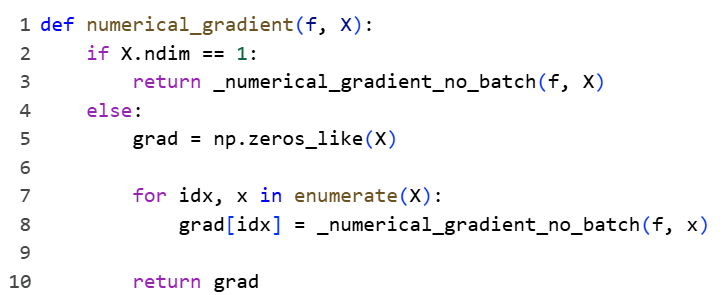 1 def numerical_gradient(f, X):
2     if X.ndim == 1:
3         return _numerical_gradient_no_batch(f, X)
4     else:
5         grad = np.zeros_like(X)
6
7         for idx, x in enumerate(X):
8             grad[idx] = _numerical_gradient_no_batch(f, x)
9
10         return grad